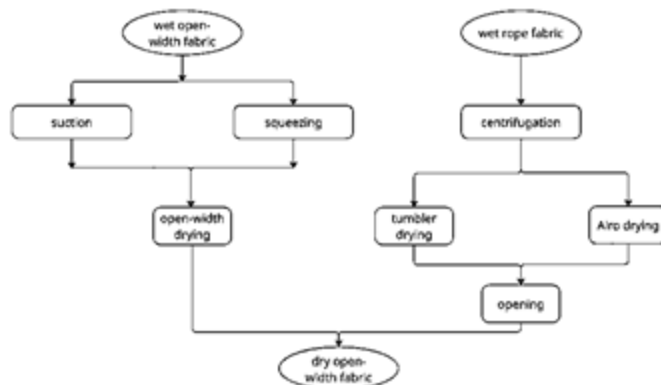 wet open-
width fabric
wet rope fabric
suction
squeezing
centrifugation
open-width
drying
tumbler
drying
Airo drying
opening
dry open-
width fabric